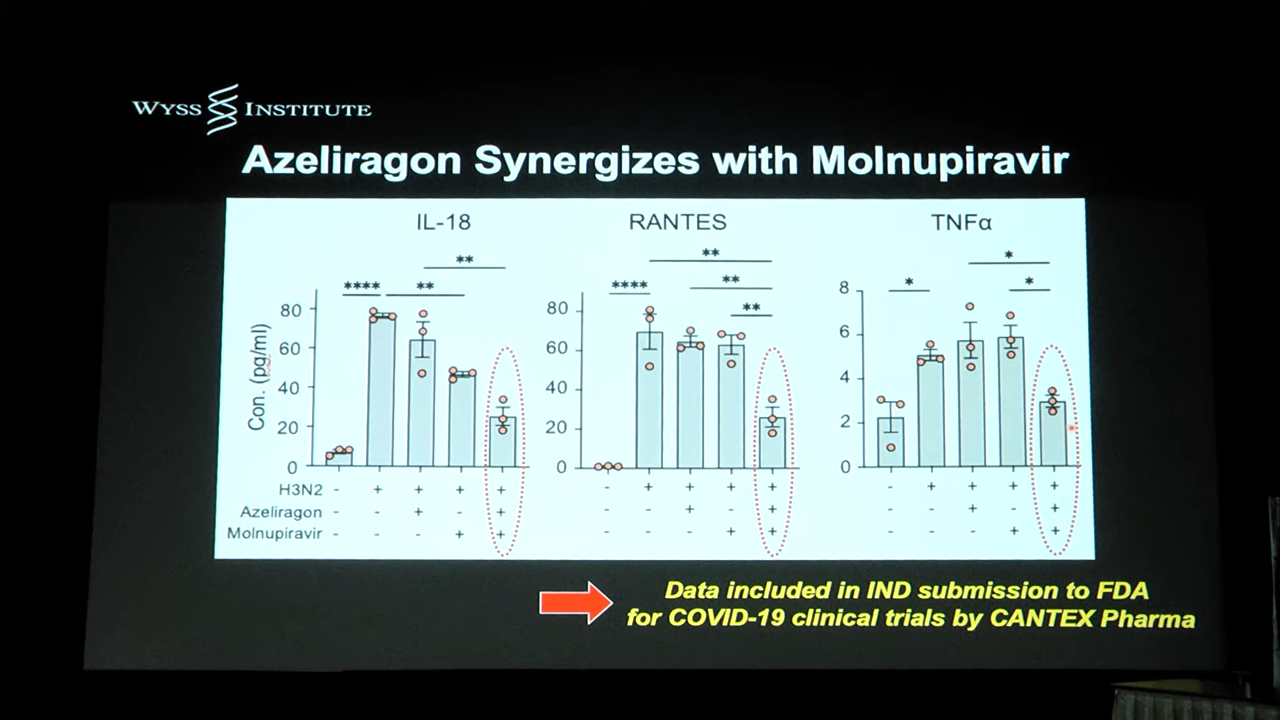 WYSS INSTITUTE
Azeliragon Synergizes with Molnupiravir
IL-18 RANTES TNFα
** ** *
**** ** **** ** * *
**
Con. (pg/ml)
80 80 8
60 60 6
40 40 4
20 20 2
0 0 0
H3N2 - + + + + - + + + + - + + + +
Azeliragon - - + - + - - + - + - - + - +
Molnupiravir - - - + + - - - + + - - - + +
Data included in IND submission to FDA
for COVID-19 clinical trials by CANTEX Pharma